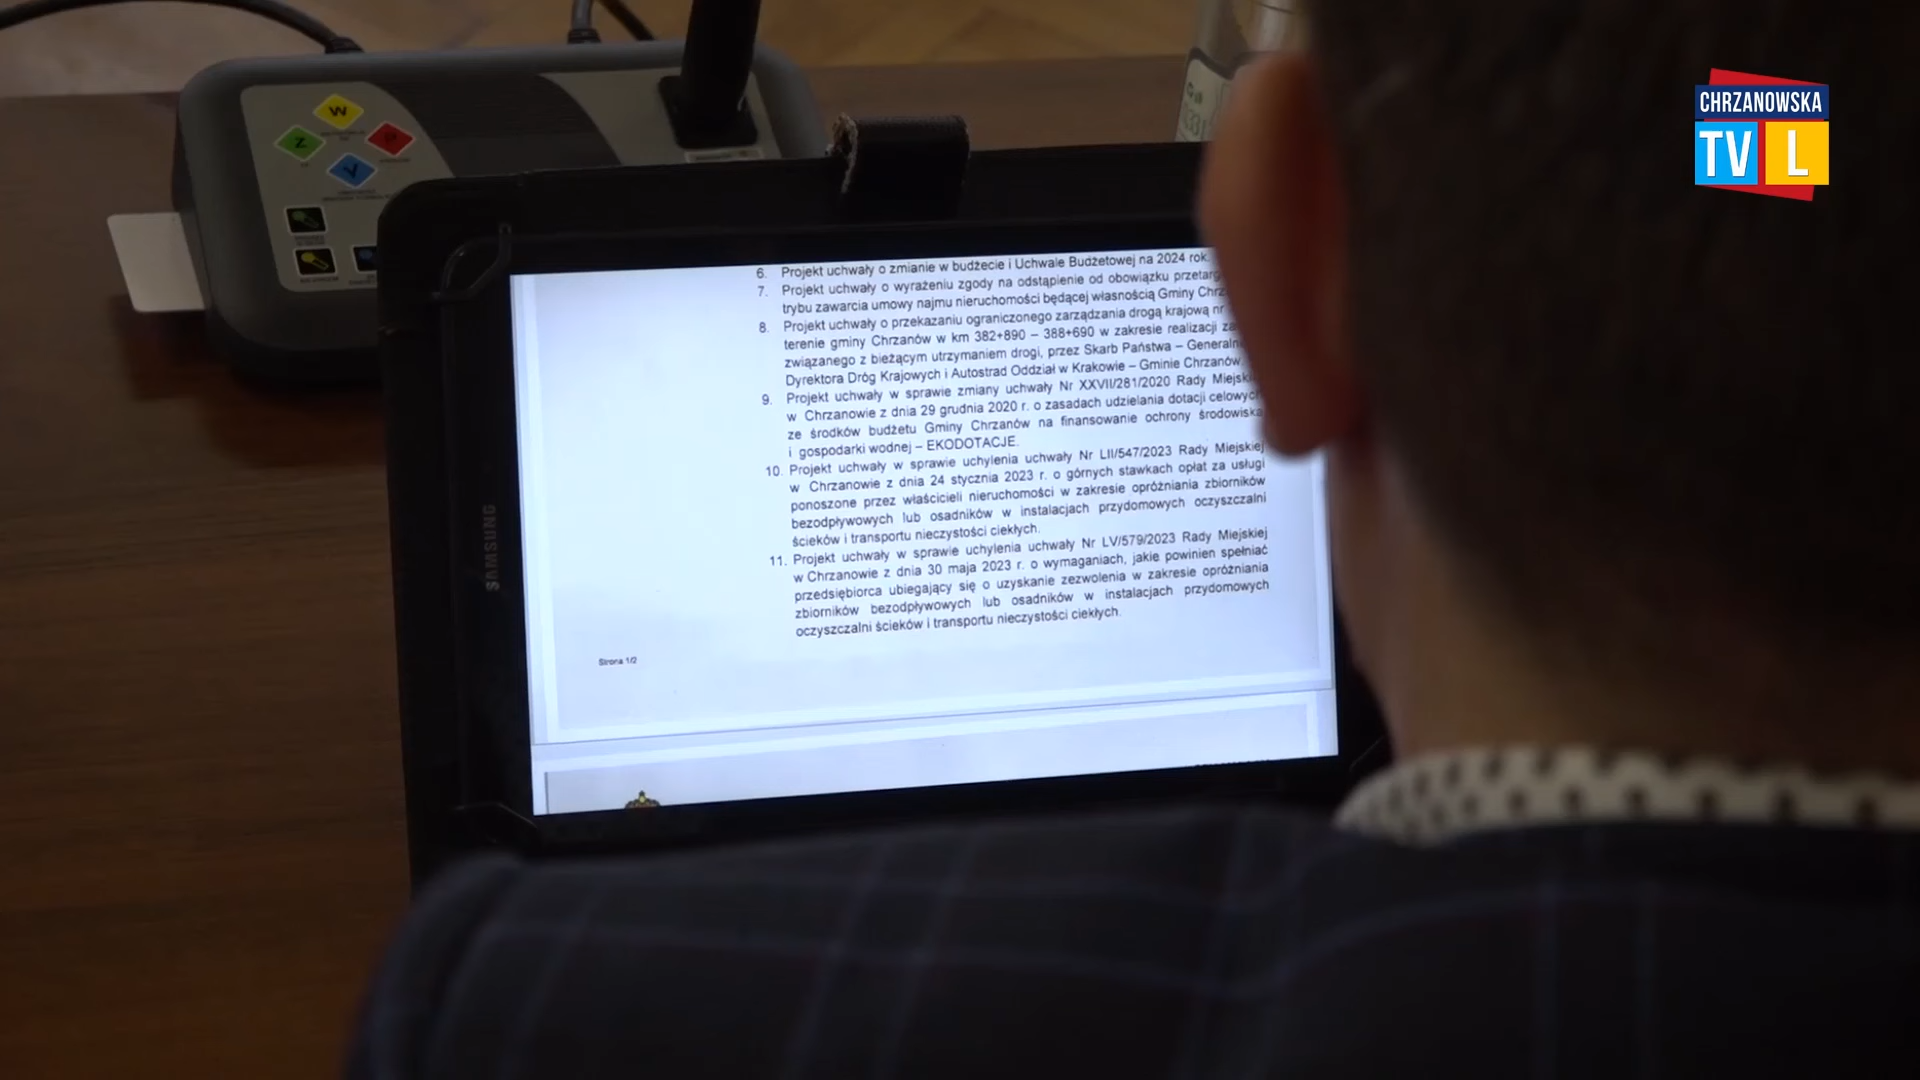 CHRZANOWSKA
TV L
W
Z
V
SAMSUNG
6. Projekt uchwały o zmianie w budżecie i Uchwale Budżetowej na 2024 rok.
7. Projekt uchwały o wyrażeniu zgody na odstąpienie od obowiązku
trybu zawarcia umowy najmu nieruchomości będącej własnością Gminy
8. Projekt uchwały o przekazaniu ograniczonego zarządzania drogą krajową nr
terenie gminy Chrzanów w km 382+890 – 388+690 w zakresie realizacji
związanego z bieżącym utrzymaniem drogi, przez Skarb Państwa –
Dyrektora Dróg Krajowych i Autostrad Oddział w Krakowie – Gminie Chrzanów.
9. Projekt uchwały w sprawie zmiany uchwały Nr XXVII/281/2020 Rady
w Chrzanowie z dnia 29 grudnia 2020 r. o zasadach udzielania dotacji celowych
ze środków budżetu Gminy Chrzanów na finansowanie ochrony środowiska
i gospodarki wodnej – EKODOTACJE.
10. Projekt uchwały w sprawie uchylenia uchwały Nr LII/547/2023 Rady Miejskiej
w Chrzanowie z dnia 24 stycznia 2023 r. o górnych stawkach opłat za usługi
ponoszone przez właścicieli nieruchomości w zakresie opróżniania zbiorników
bezodpływowych lub osadników w instalacjach przydomowych oczyszczalni
ścieków i transportu nieczystości ciekłych.
11. Projekt uchwały w sprawie uchylenia uchwały Nr LV/579/2023 Rady Miejskiej
w Chrzanowie z dnia 30 maja 2023 r. o wymaganiach, jakie powinien spełniać
przedsiębiorca ubiegający się o uzyskanie zezwolenia w zakresie opróżniania
zbiorników bezodpływowych lub osadników w instalacjach przydomowych
oczyszczalni ścieków i transportu nieczystości ciekłych.
Strona 1/2